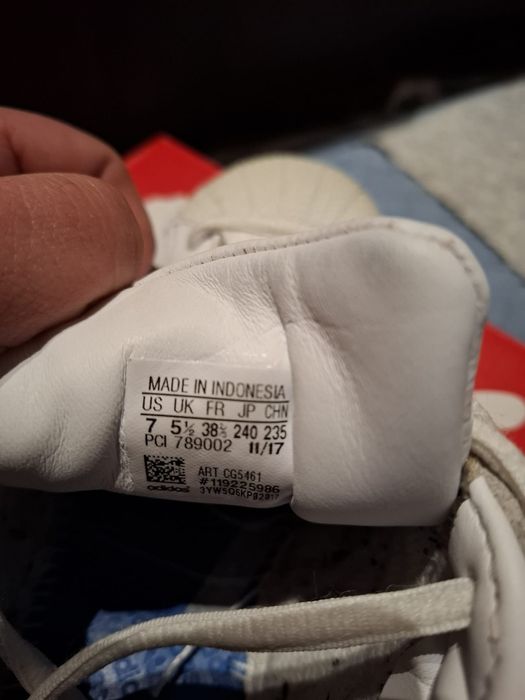 MADE IN INDONESIA
US UK FR JP CHN
7 5½ 38⅔ 240 235
PCI 789002 11/17
ART CG5461
#119225986
adidas